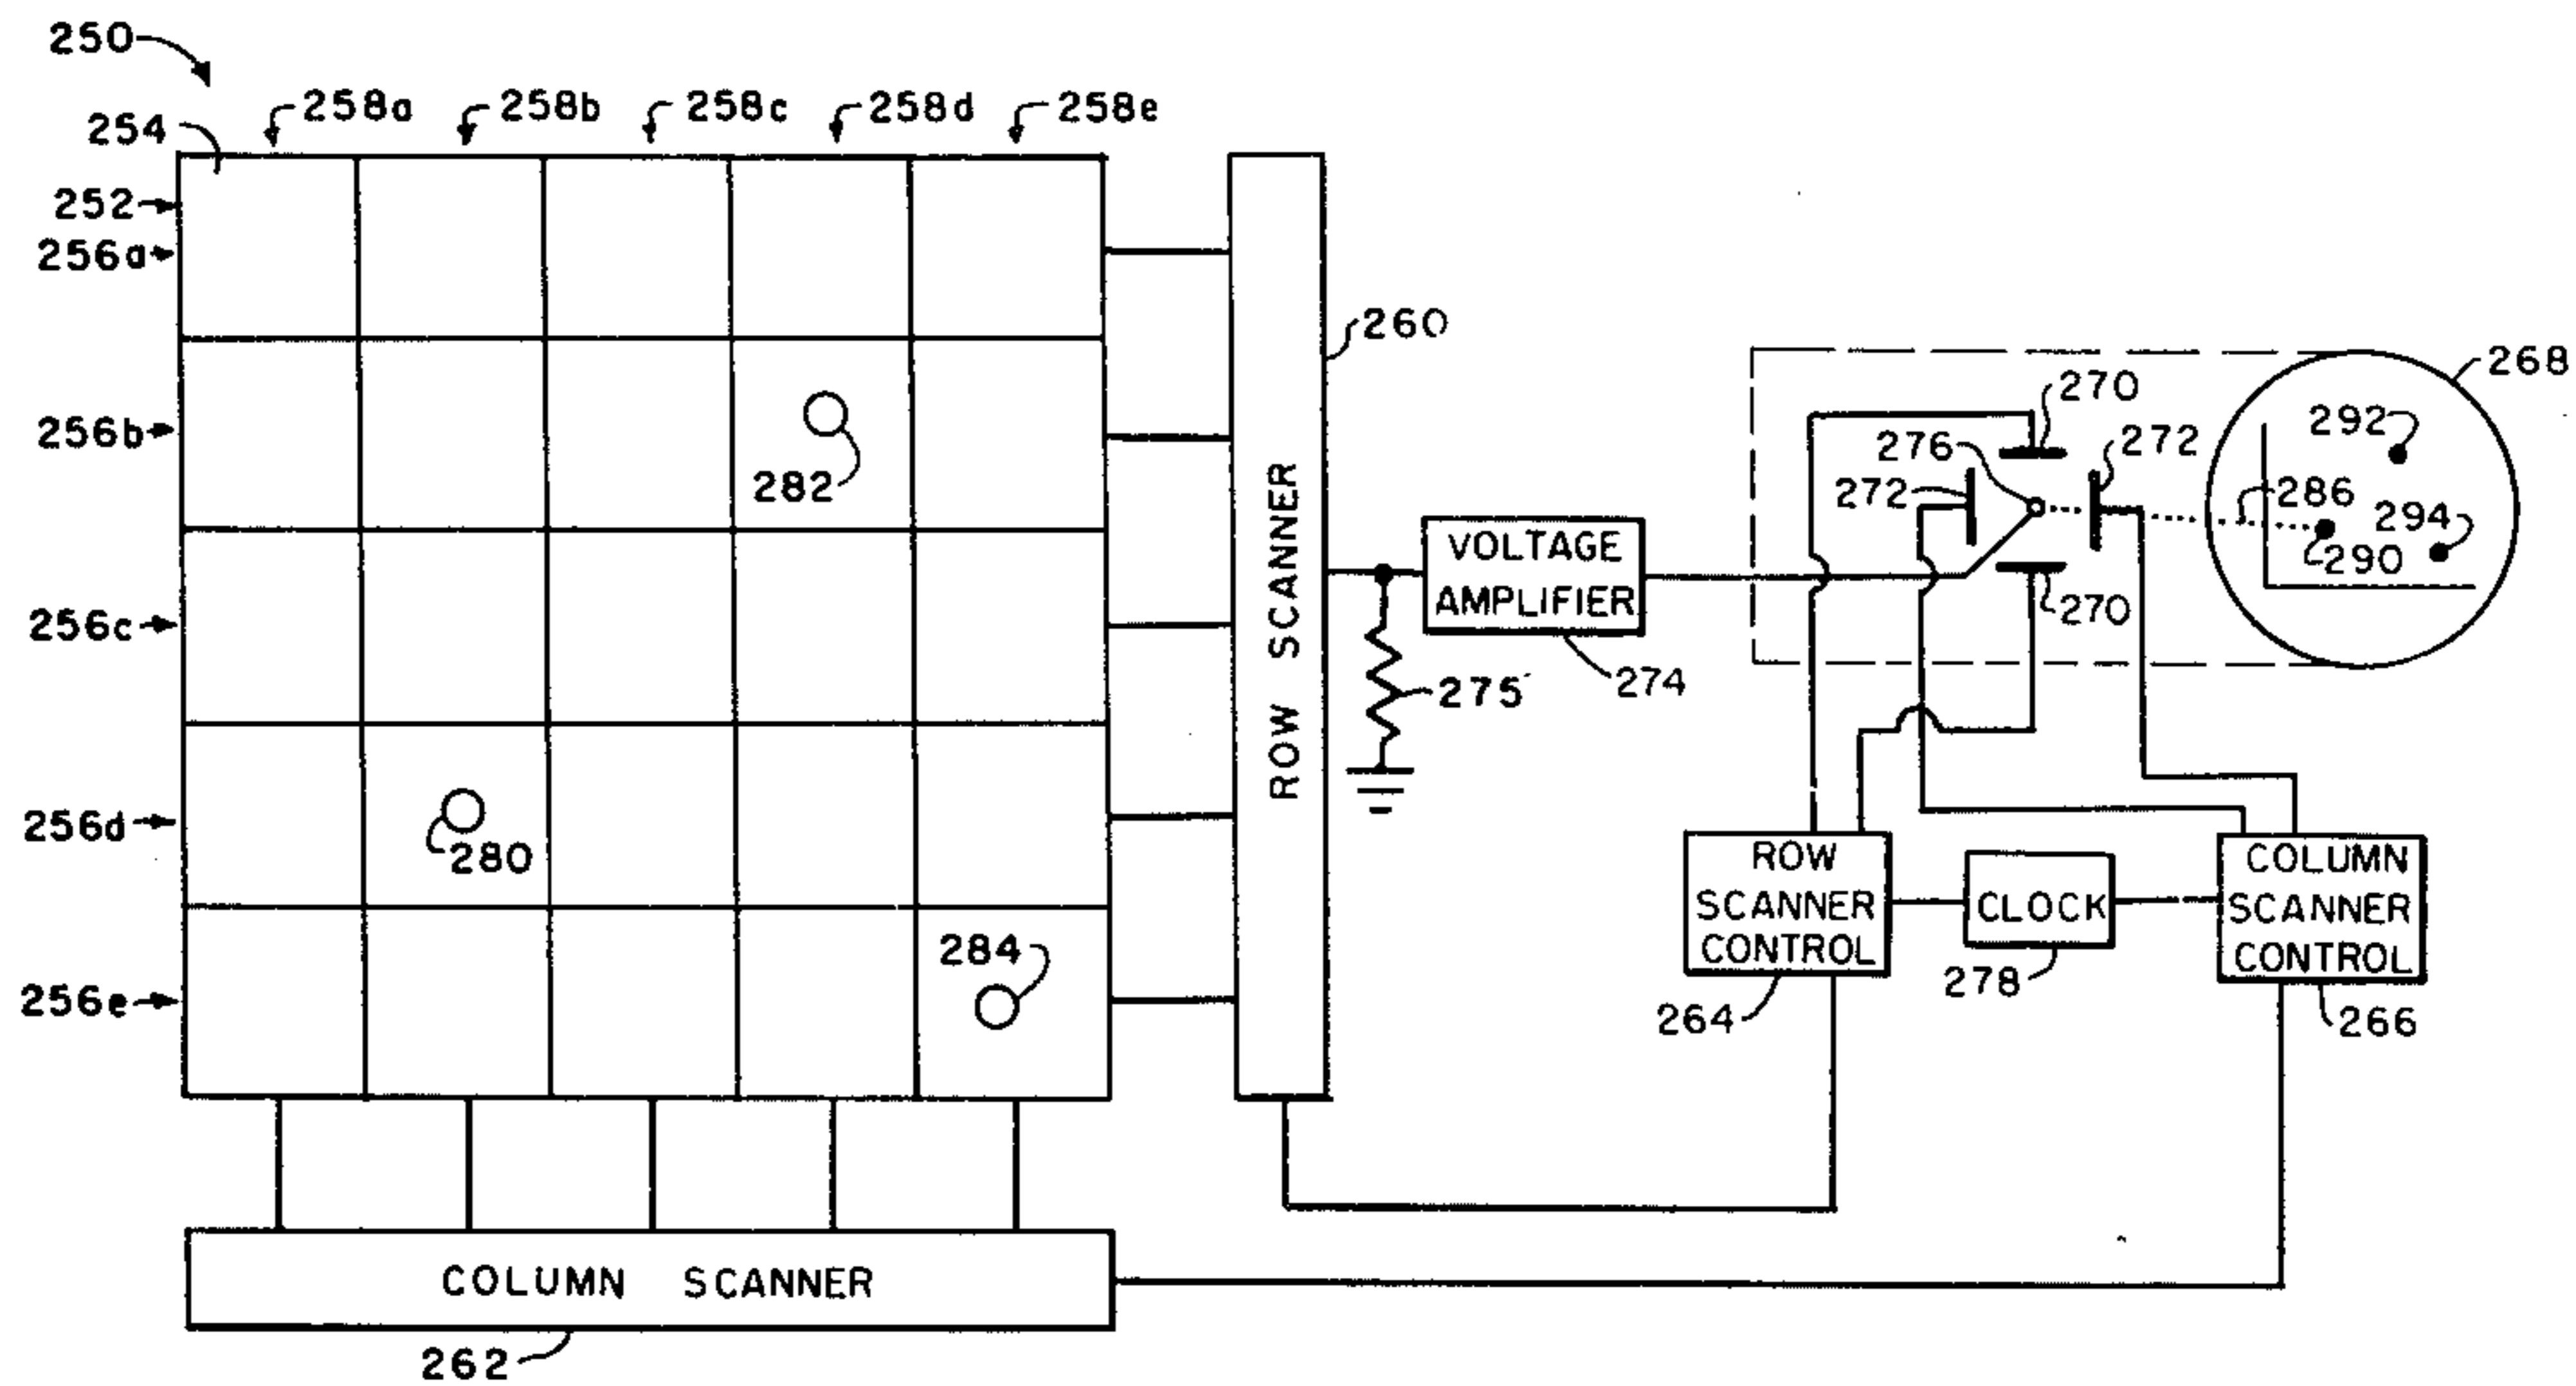 250
258a
258b
258c
258d
258e
254
252
256a
260
268
270
292
256b
276
272
272
282
286
294
290
VOLTAGE
AMPLIFIER
270
256c
ROW SCANNER
274
275
256d
280
ROW
SCANNER
CONTROL
CLOCK
COLUMN
SCANNER
CONTROL
284
256e
278
264
266
COLUMN SCANNER
262